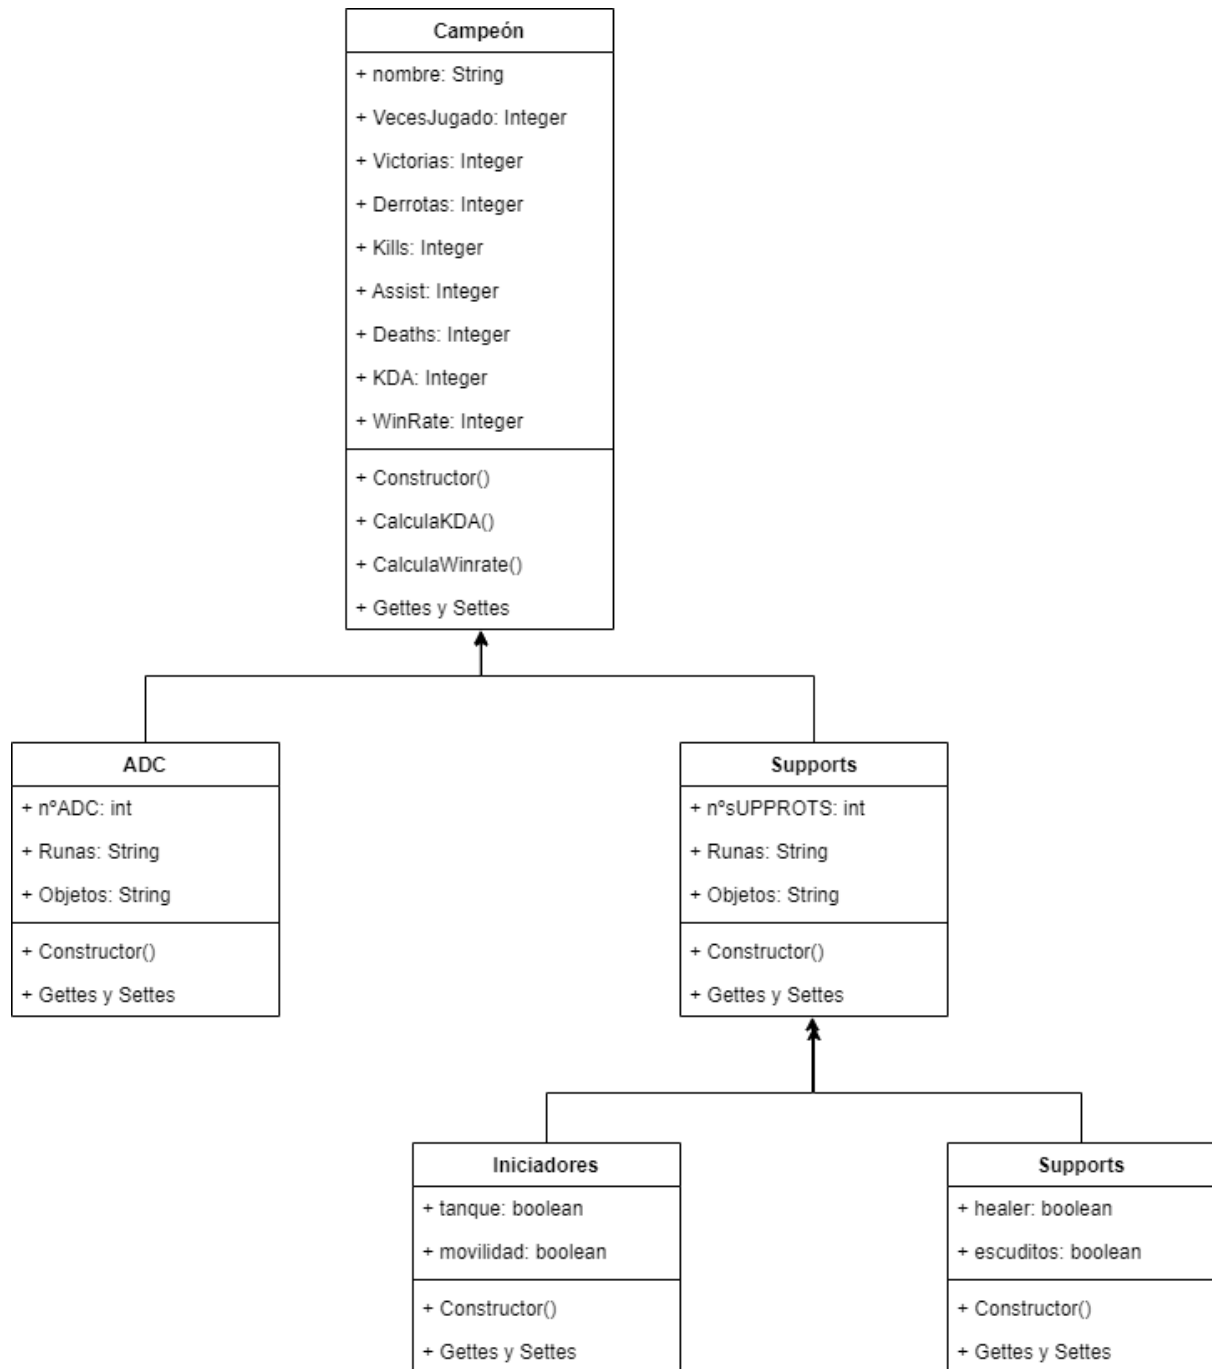 Campeón
+ nombre: String
+ VecesJugado: Integer
+ Victorias: Integer
+ Derrotas: Integer
+ Kills: Integer
+ Assist: Integer
+ Deaths: Integer
+ KDA: Integer
+ WinRate: Integer
+ Constructor()
+ CalculaKDA()
+ CalculaWinrate()
+ Gettes y Settes
ADC
+ nºADC: int
+ Runas: String
+ Objetos: String
+ Constructor()
+ Gettes y Settes
Supports
+ nºsUPPROTS: int
+ Runas: String
+ Objetos: String
+ Constructor()
+ Gettes y Settes
Iniciadores
+ tanque: boolean
+ movilidad: boolean
+ Constructor()
+ Gettes y Settes
Supports
+ healer: boolean
+ escuditos: boolean
+ Constructor()
+ Gettes y Settes